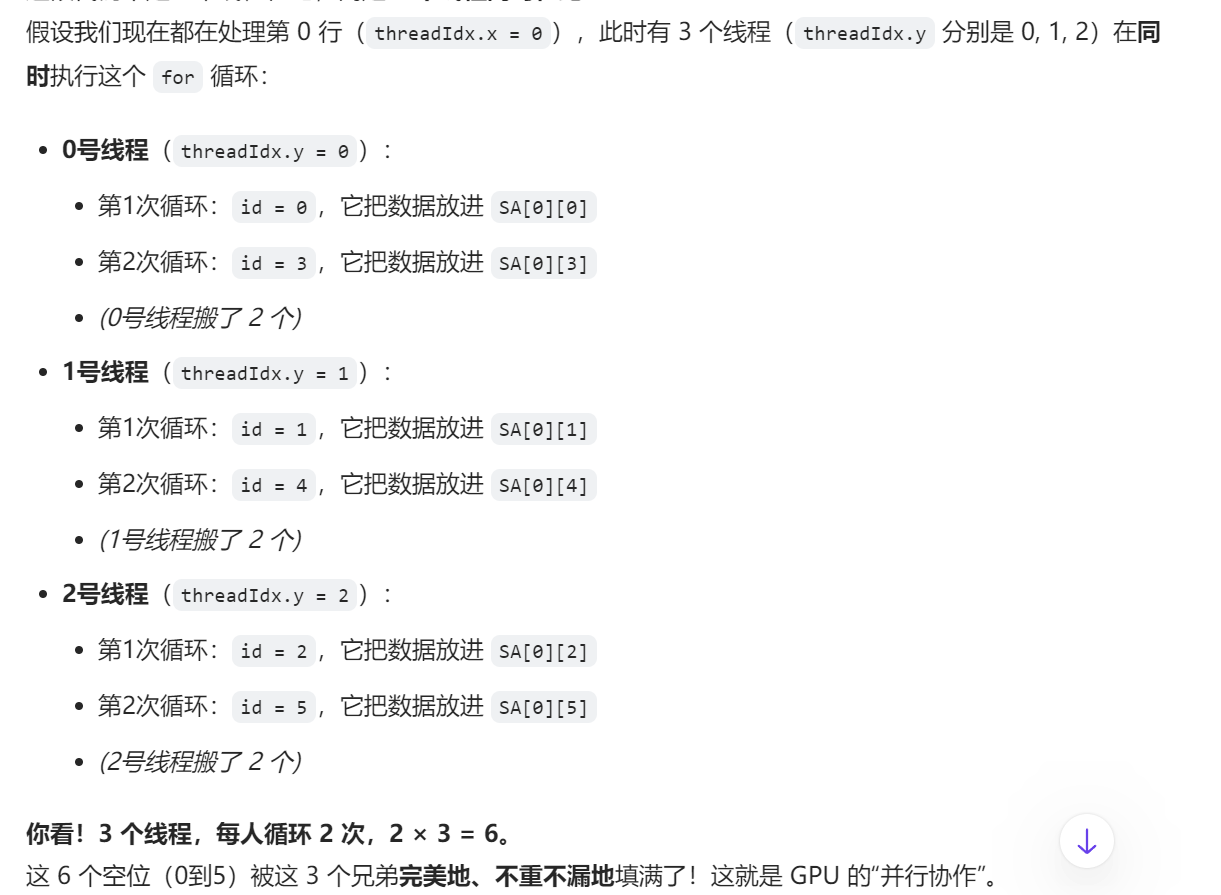 假设我们现在都在处理第 0 行（threadIdx.x = 0），此时有 3 个线程（threadIdx.y 分别是 0, 1, 2）在同
时执行这个 for 循环：
• 0号线程（threadIdx.y = 0）：
• 第1次循环：id = 0，它把数据放进 SA[0][0]
• 第2次循环：id = 3，它把数据放进 SA[0][3]
• (0号线程搬了 2 个)
• 1号线程（threadIdx.y = 1）：
• 第1次循环：id = 1，它把数据放进 SA[0][1]
• 第2次循环：id = 4，它把数据放进 SA[0][4]
• (1号线程搬了 2 个)
• 2号线程（threadIdx.y = 2）：
• 第1次循环：id = 2，它把数据放进 SA[0][2]
• 第2次循环：id = 5，它把数据放进 SA[0][5]
• (2号线程搬了 2 个)
你看！3 个线程，每人循环 2 次，2 × 3 = 6。
这 6 个空位（0到5）被这 3 个兄弟完美地、不重不漏地填满了！这就是 GPU 的“并行协作”。